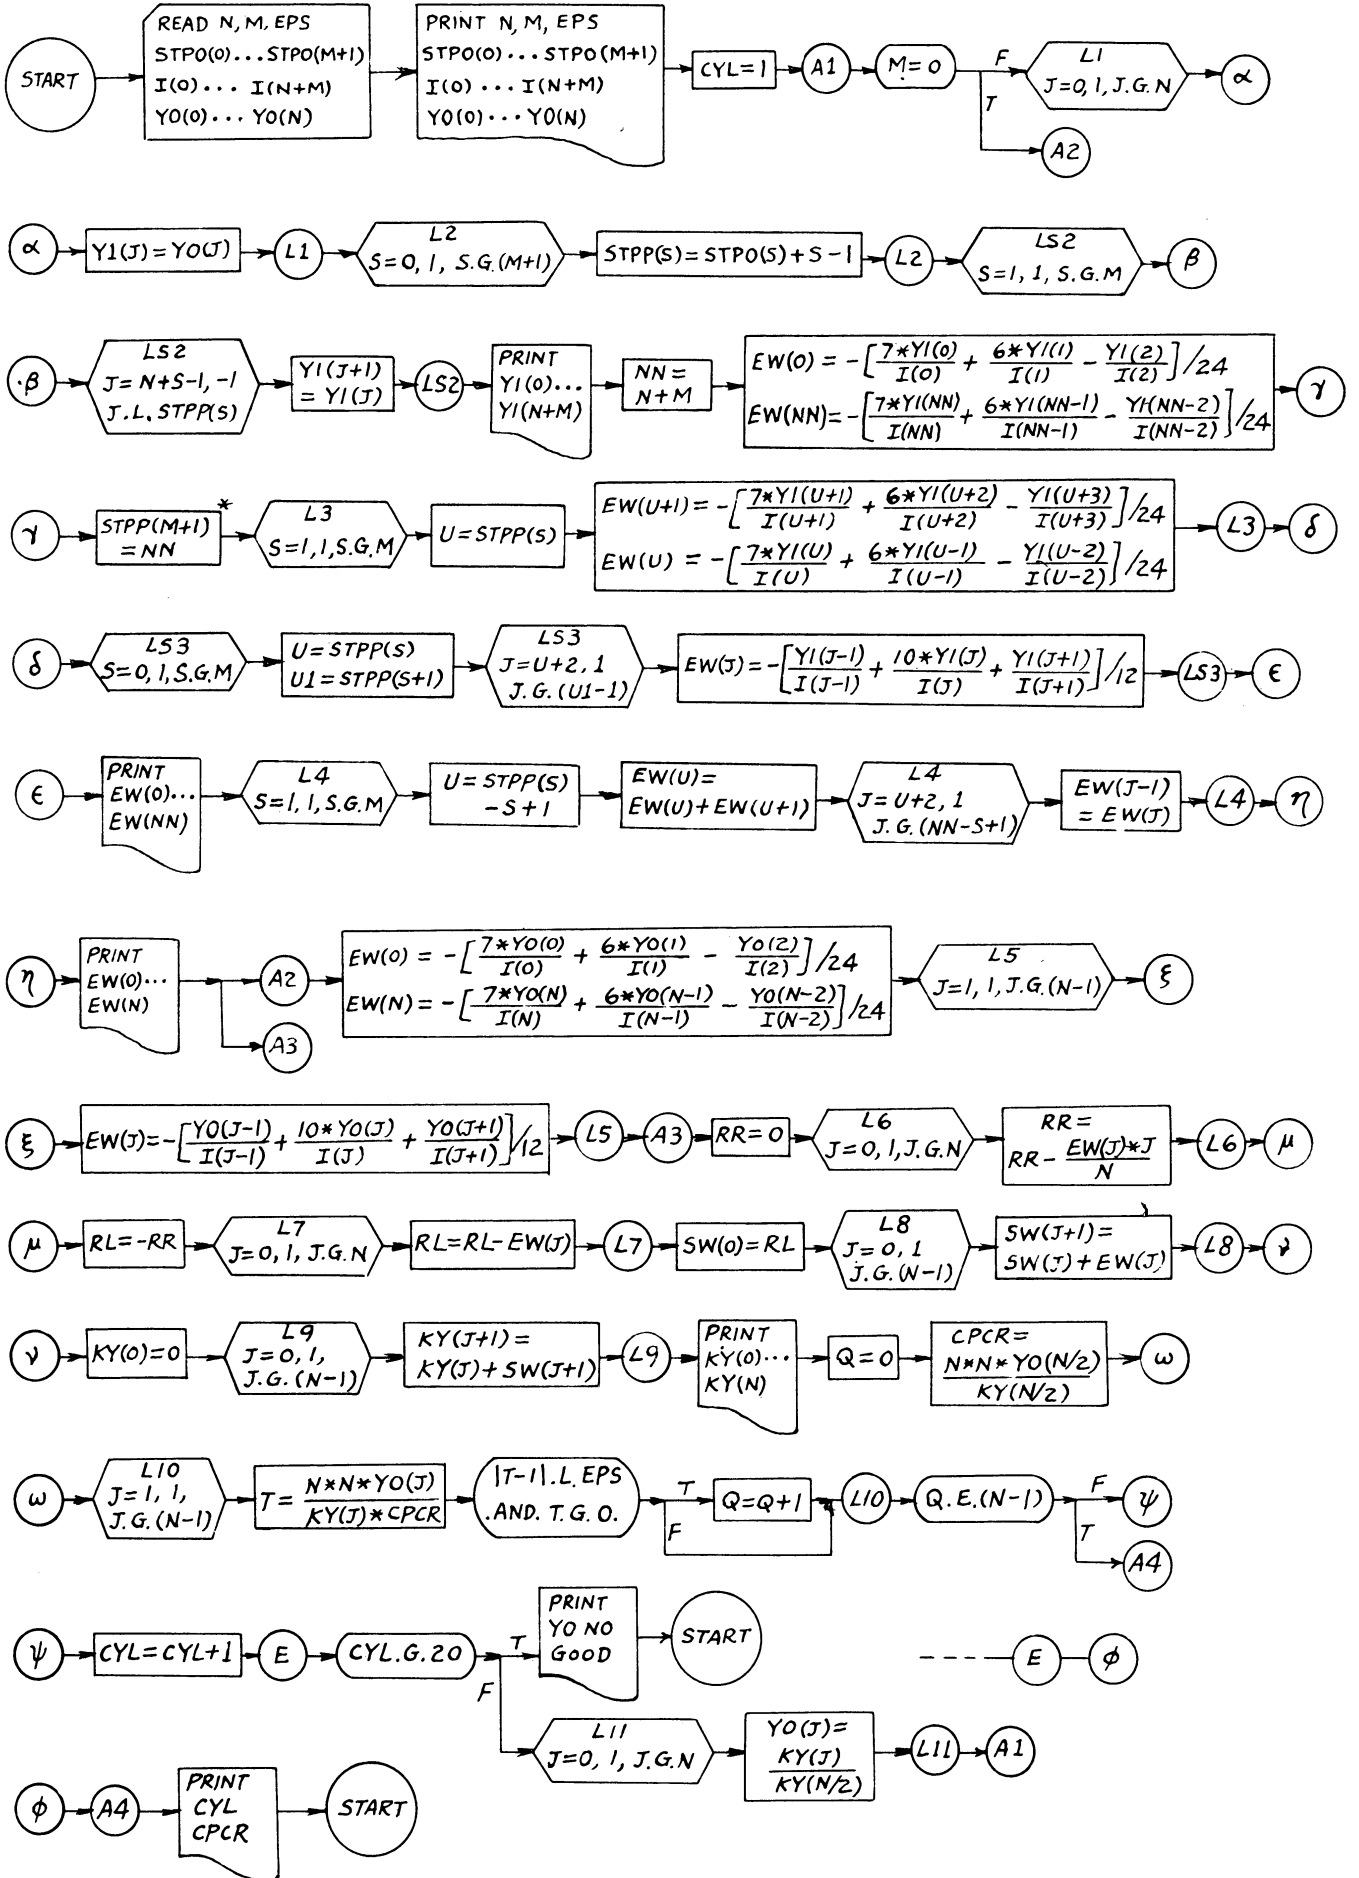 START
READ N, M, EPS
STPO(0)...STPO(M+1)
I(0)... I(N+M)
YO(0)... YO(N)
PRINT N, M, EPS
STPO(0)...STPO(M+1)
I(0)... I(N+M)
YO(0)... YO(N)
CYL=1
A1
M=0
F
T
L1
J=0,1,J.G.N
α
A2
α
Y1(J)=YO(J)
L1
L2
S=0, 1, S.G.(M+1)
STPP(S)=STPO(S)+S-1
L2
LS2
S=1, 1, S.G.M
β
β
LS2
J=N+S-1,-1
J.L.STPP(S)
Y1(J+1)
=Y1(J)
LS2
PRINT
Y1(0)...
Y1(N+M)
NN=
N+M
EW(0) = -[7*Y1(0)/I(0) + 6*Y1(1)/I(1) - Y1(2)/I(2)]/24
EW(NN)=-[7*Y1(NN)/I(NN) + 6*Y1(NN-1)/I(NN-1) - Y1(NN-2)/I(NN-2)]/24
γ
γ
STPP(M+1)
=NN
*
L3
S=1,1,S.G.M
U=STPP(S)
EW(U+1) = -[7*Y1(U+1)/I(U+1) + 6*Y1(U+2)/I(U+2) - Y1(U+3)/I(U+3)]/24
EW(U) = -[7*Y1(U)/I(U) + 6*Y1(U-1)/I(U-1) - Y1(U-2)/I(U-2)]/24
L3
δ
δ
LS3
S=0,1,S.G.M
U=STPP(S)
U1=STPP(S+1)
LS3
J=U+2,1
J.G.(U1-1)
EW(J)=-[Y1(J-1)/I(J-1) + 10*Y1(J)/I(J) + Y1(J+1)/I(J+1)]/12
LS3
ϵ
ϵ
PRINT
EW(0)...
EW(NN)
L4
S=1,1,S.G.M
U=STPP(S)
-S+1
EW(U)=
EW(U)+EW(U+1)
L4
J=U+2,1
J.G.(NN-S+1)
EW(J-1)
=EW(J)
L4
η
η
PRINT
EW(0)...
EW(N)
A2
A3
EW(0) = -[7*YO(0)/I(0) + 6*YO(1)/I(1) - YO(2)/I(2)]/24
EW(N) = -[7*YO(N)/I(N) + 6*YO(N-1)/I(N-1) - YO(N-2)/I(N-2)]/24
L5
J=1,1,J.G.(N-1)
ξ
ξ
EW(J)=-[YO(J-1)/I(J-1) + 10*YO(J)/I(J) + YO(J+1)/I(J+1)]/12
L5
A3
RR=0
L6
J=0,1,J.G.N
RR=
RR- EW(J)*J/N
L6
μ
μ
RL=-RR
L7
J=0,1, J.G.N
RL=RL-EW(J)
L7
SW(0)=RL
L8
J=0,1
J.G.(N-1)
SW(J+1)=
SW(J)+EW(J)
L8
ν
ν
KY(0)=0
L9
J=0,1,
J.G.(N-1)
KY(J+1)=
KY(J)+SW(J+1)
L9
PRINT
KY(0)...
KY(N)
Q=0
CPCR=
N*N*YO(N/2)
KY(N/2)
ω
ω
L10
J=1, 1,
J.G.(N-1)
T= N*N*YO(J)/KY(J)*CPCR
|T-1|.L.EPS
.AND. T.G.O.
T
F
Q=Q+1
L10
Q.E.(N-1)
F
ψ
T
A4
ψ
CYL=CYL+1
E
CYL.G.20
T
F
PRINT
YO NO
GOOD
START
E
ϕ
L11
J=0, 1, J.G.N
YO(J)=
KY(J)
KY(N/2)
L11
A1
ϕ
A4
PRINT
CYL
CPCR
START